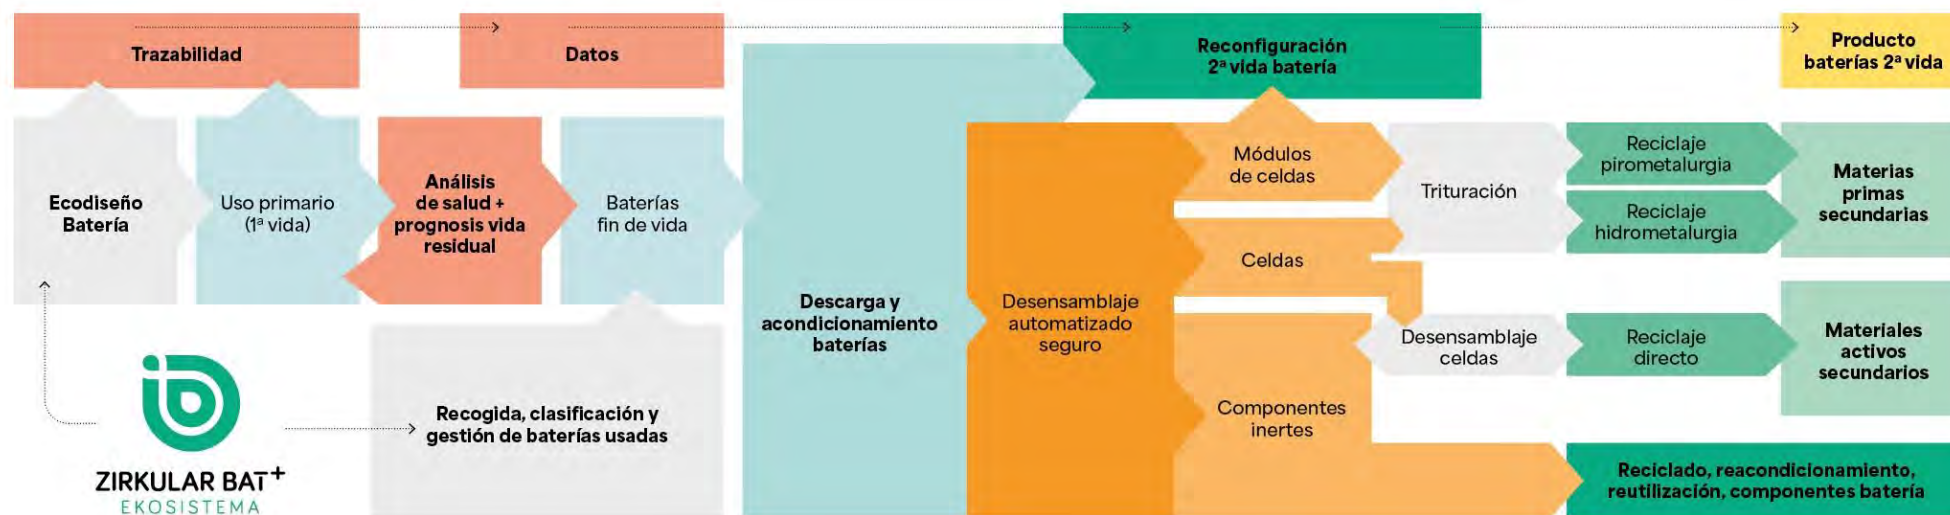 Trazabilidad
Datos
Reconfiguración
2ª vida batería
Producto
baterías 2ª vida
Ecodiseño
Batería
Uso primario
(1ª vida)
Análisis
de salud +
prognosis vida
residual
Baterías
fin de vida
Descarga y
acondicionamiento
baterías
Desensamblaje
automatizado
seguro
Módulos
de celdas
Celdas
Componentes
inertes
Trituración
Desensamblaje
celdas
Reciclaje
pirometalurgia
Reciclaje
hidrometalurgia
Reciclaje
directo
Materias
primas
secundarias
Materíales
activos
secundarios
Recogida, clasificación y
gestión de baterías usadas
Reciclado, reacondicionamiento,
reutilización, componentes batería
ZIRKULAR BAT+
EKOSISTEMA